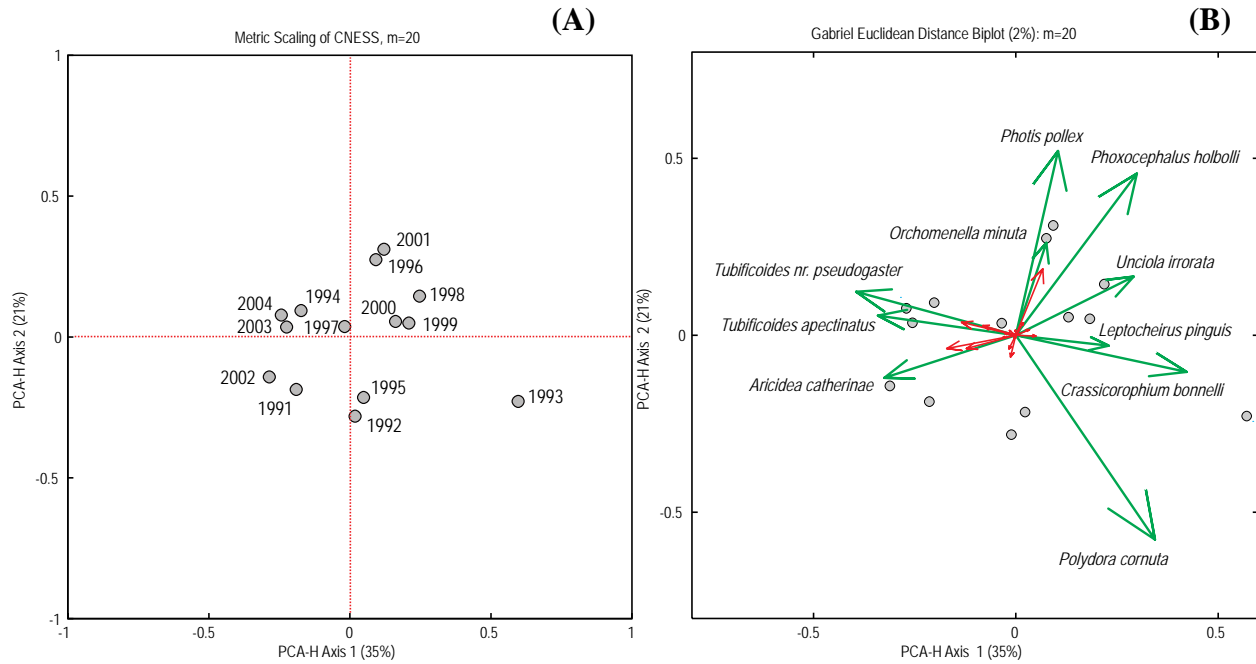 (A)
Metric Scaling of CNESS, m=20
1
0.5
0
-0.5
-1
PCA-H Axis 2 (21%)
2001
1996
1998
2004
1994
2000
2003
1997
1999
2002
1991
1995
1993
1992
-1
-0.5
0
0.5
1
PCA-H Axis 1 (35%)
(B)
Gabriel Euclidean Distance Biplot (2%): m=20
0.5
0
-0.5
PCA-H Axis 2 (21%)
Photis pollex
Phoxocephalus holbolli
Orchomenella minuta
Unciola irrorata
Tubificoides nr. pseudogaster
Tubificoides apectinatus
Leptocheirus pinguis
Aricidea catherinae
Crassicorophium bonnelli
Polydora cornuta
-0.5
0
0.5
PCA-H Axis 1 (35%)